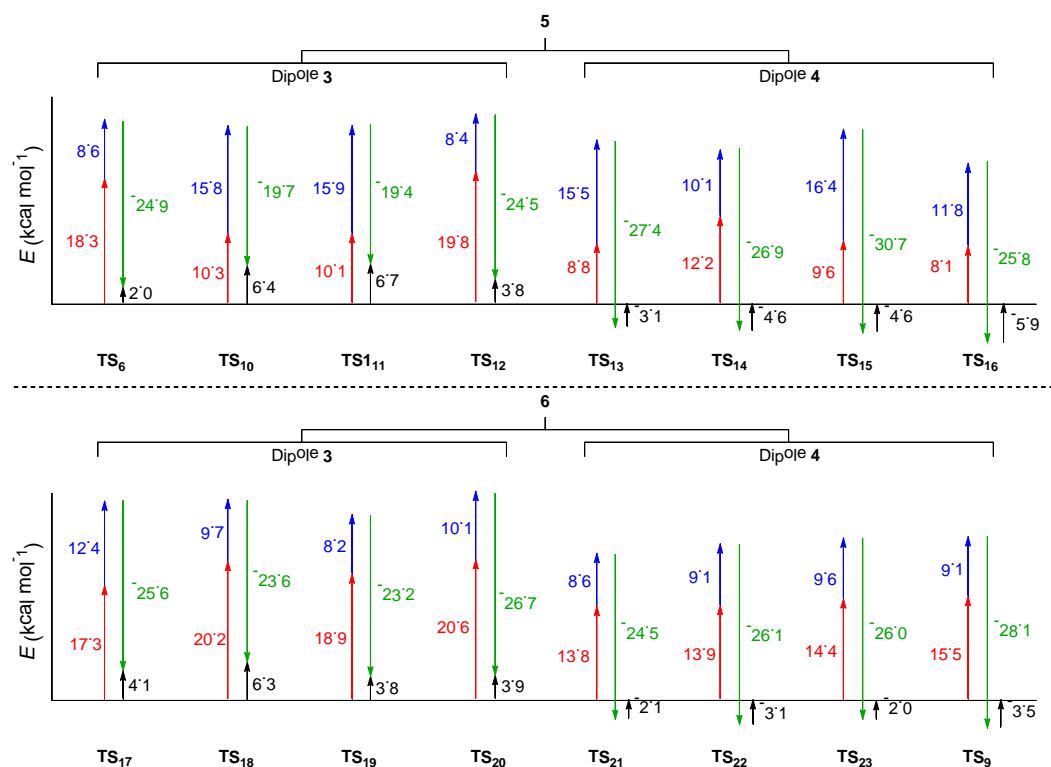 5
Dipole 3 Dipole 4
E (kcal mol-1)
8.6 15.8 15.9 8.4 15.5 10.1 16.4 11.8
-24.9 -19.7 -19.4 -24.5 -27.4 -26.9 -30.7 -25.8
18.3 10.3 10.1 19.8 8.8 12.2 9.6 8.1
2.0 6.4 6.7 3.8 -3.1 -4.6 -4.6 -5.9
TS6 TS10 TS111 TS12 TS13 TS14 TS15 TS16
6
Dipole 3 Dipole 4
E (kcal mol-1)
12.4 9.7 8.2 10.1 8.6 9.1 9.6 9.1
-25.6 -23.6 -23.2 -26.7 -24.5 -26.1 -26.0 -28.1
17.3 20.2 18.9 20.6 13.8 13.9 14.4 15.5
4.1 6.3 3.8 3.9 -2.1 -3.1 -2.0 -3.5
TS17 TS18 TS19 TS20 TS21 TS22 TS23 TS9